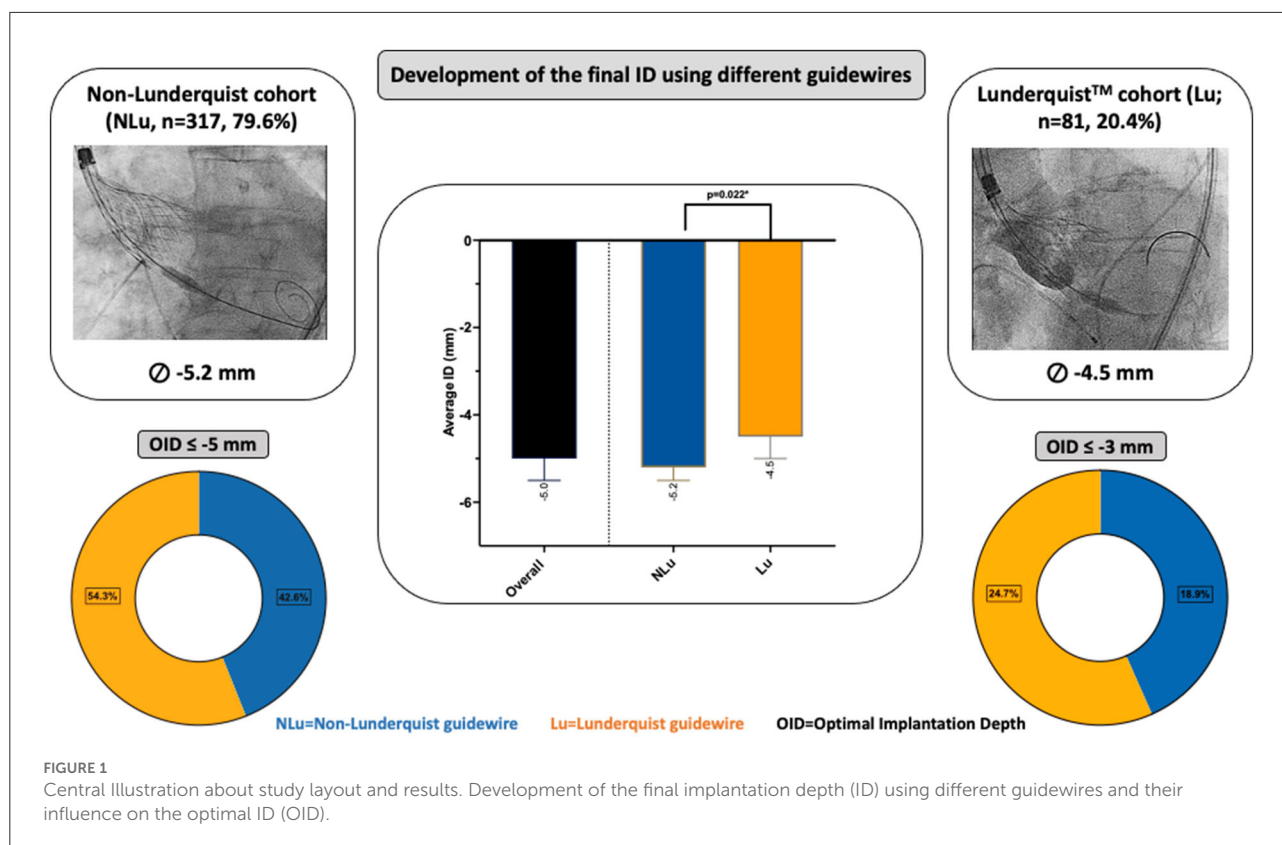 Development of the final ID using different guidewires
Non-Lunderquist cohort
(NLu, n=317, 79.6%)
∅ -5.2 mm
Lunderquist™ cohort (Lu;
n=81, 20.4%)
∅ -4.5 mm
p=0.022*
Average ID (mm)
0
-2
-4
-6
-5.0
-5.2
-4.5
Overall
NLu
Lu
OID ≤ -5 mm
54.3%
42.6%
OID ≤ -3 mm
24.7%
18.9%
NLu=Non-Lunderquist guidewire
Lu=Lunderquist guidewire
OID=Optimal Implantation Depth
FIGURE 1
Central Illustration about study layout and results. Development of the final implantation depth (ID) using different guidewires and their
influence on the optimal ID (OID).